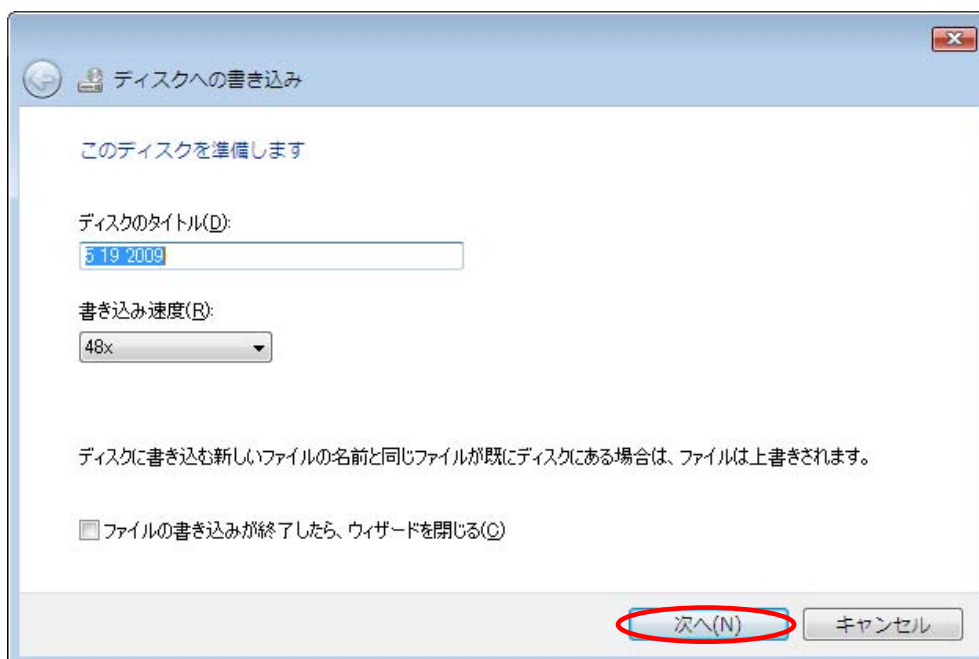 ディスクへの書き込み
このディスクを準備します
ディスクのタイトル(D):
5 19 2009
書き込み速度(R):
48x
ディスクに書き込む新しいファイルの名前と同じファイルが既にディスクにある場合は、ファイルは上書きされます。
ファイルの書き込みが終了したら、ウィザードを閉じる(C)
次へ(N)
キャンセル